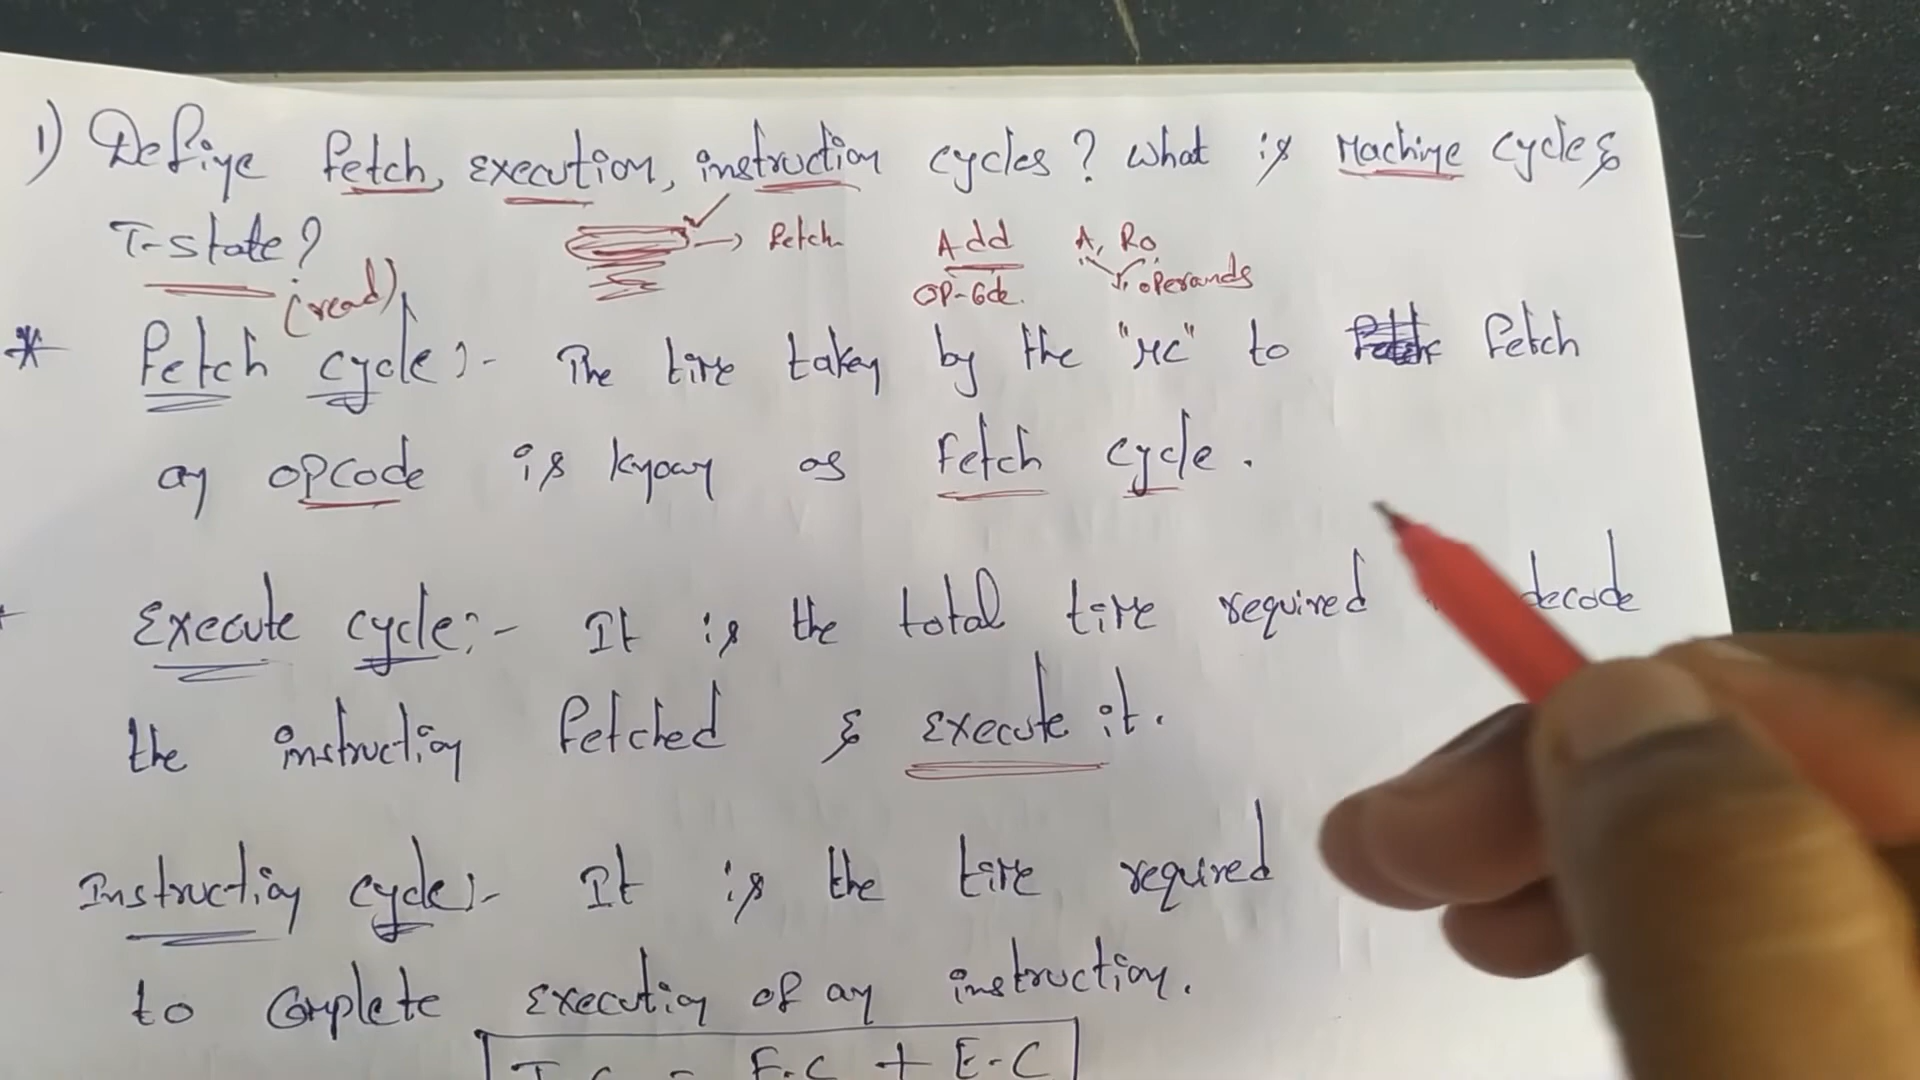 1) Define fetch, execution, instruction cycles? What is Machine cycle &
T-state?
→ fetch
Add A, R0
OP-Code. operands
(read)
* Fetch cycle :- The time taken by the "MC" to fetch
an opcode is known as Fetch cycle.
Execute cycle :- It is the total time required decode
the instruction fetched & execute it.
Instruction cycle :- It is the time required
to complete execution of an instruction.
I.C = F.C + E.C